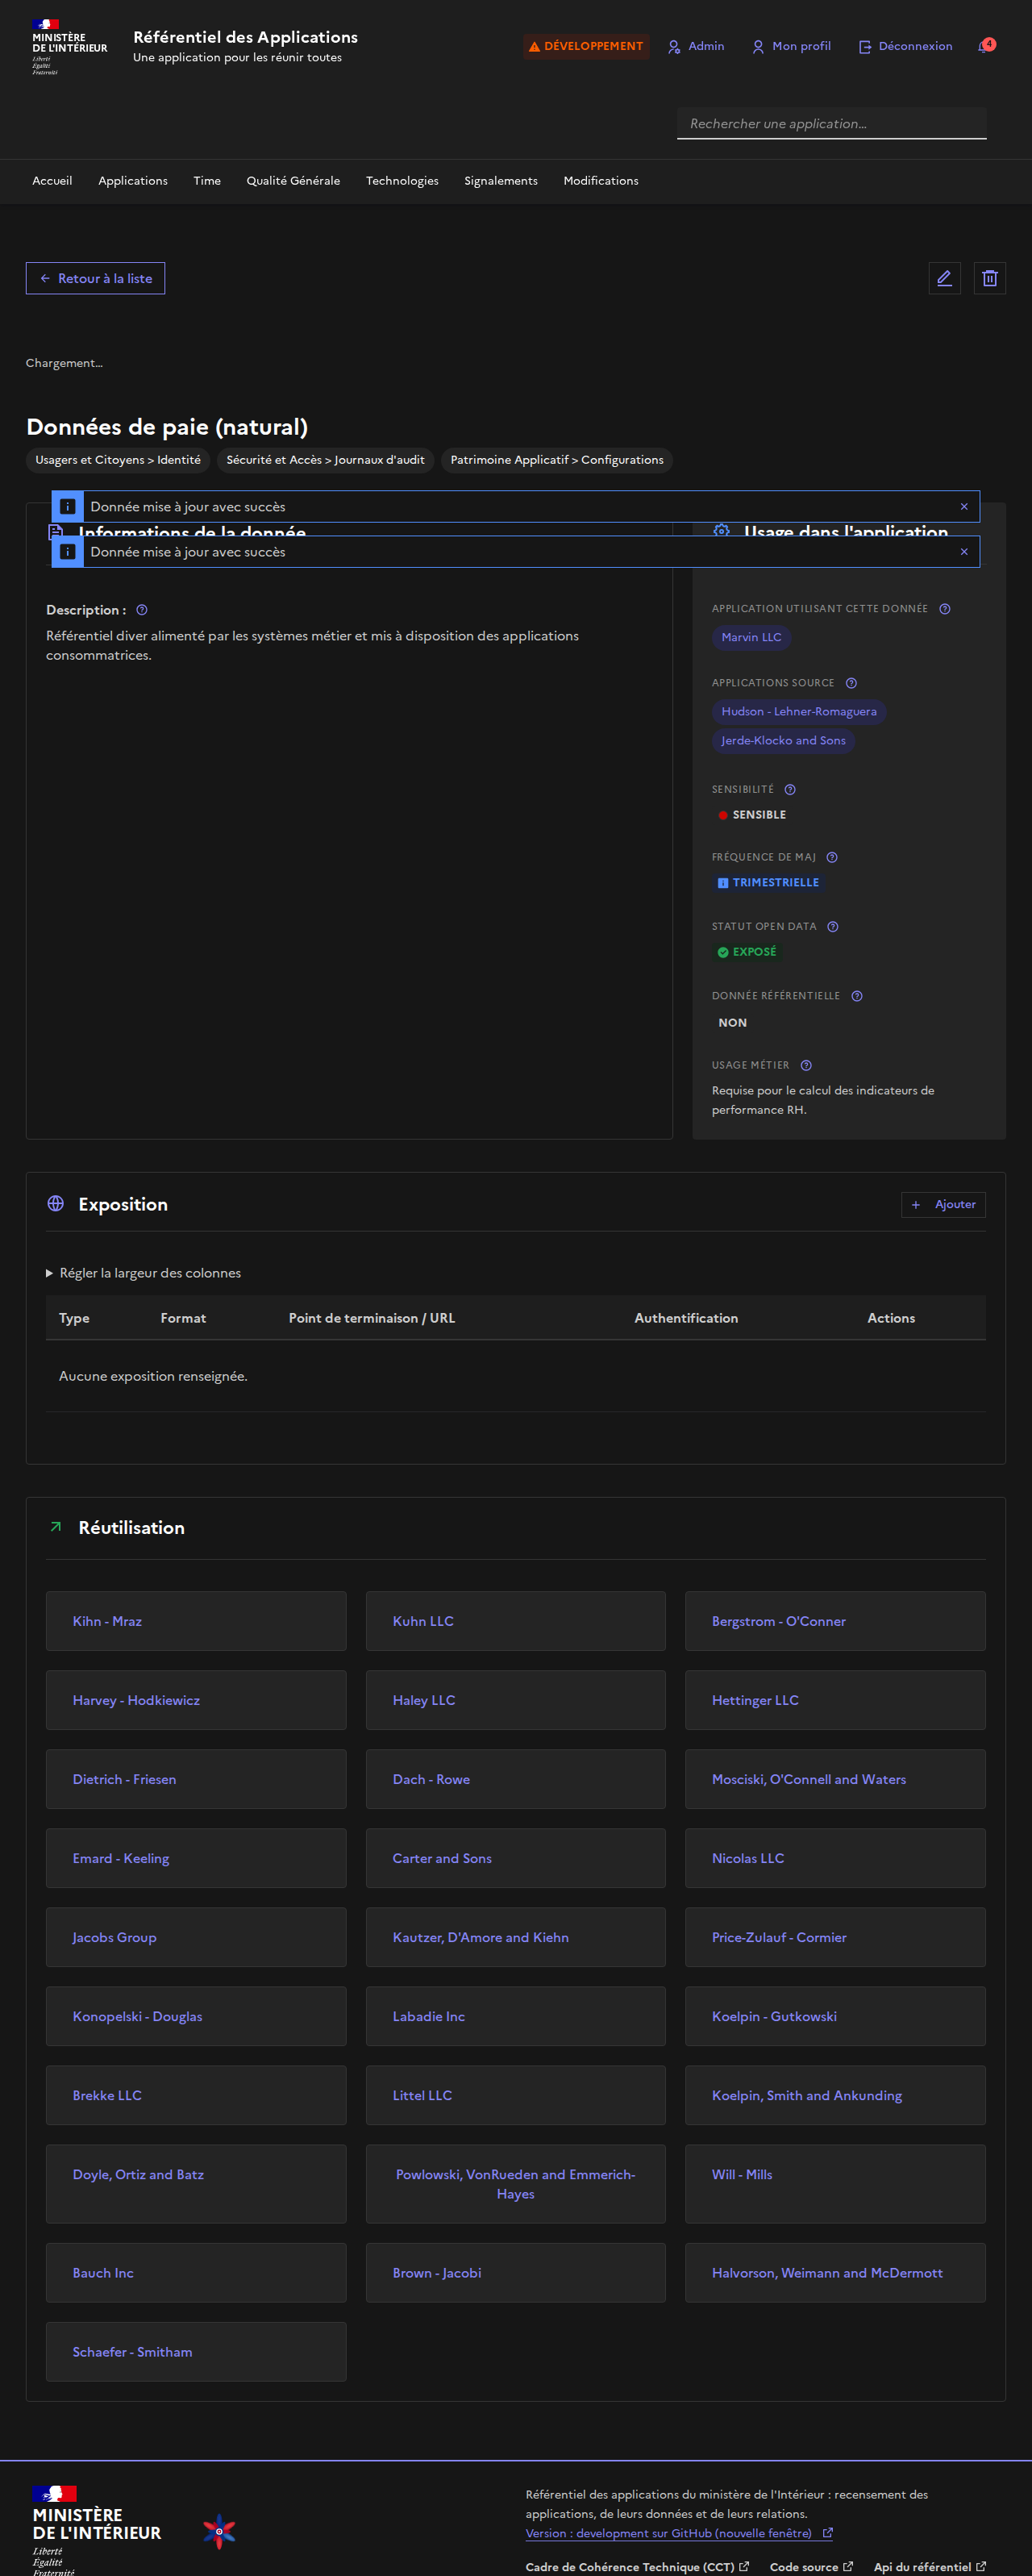 MINISTÈRE
DE L'INTÉRIEUR
Liberté
Égalité
Fraternité
Référentiel des Applications
Une application pour les réunir toutes
DÉVELOPPEMENT
Admin
Mon profil
Déconnexion
4
Rechercher une application…
Accueil
Applications
Time
Qualité Générale
Technologies
Signalements
Modifications
Retour à la liste
Chargement…
Données de paie (natural)
Usagers et Citoyens > Identité
Sécurité et Accès > Journaux d'audit
Patrimoine Applicatif > Configurations
Donnée mise à jour avec succès
Informations de la donnée
Usage dans l'application
Donnée mise à jour avec succès
Description :
Référentiel diver alimenté par les systèmes métier et mis à disposition des applications
consommatrices.
APPLICATION UTILISANT CETTE DONNÉE
Marvin LLC
APPLICATIONS SOURCE
Hudson - Lehner-Romaguera
Jerde-Klocko and Sons
SENSIBILITÉ
SENSIBLE
FRÉQUENCE DE MAJ
TRIMESTRIELLE
STATUT OPEN DATA
EXPOSÉ
DONNÉE RÉFÉRENTIELLE
NON
USAGE MÉTIER
Requise pour le calcul des indicateurs de
performance RH.
Exposition
Ajouter
Régler la largeur des colonnes
Type
Format
Point de terminaison / URL
Authentification
Actions
Aucune exposition renseignée.
Réutilisation
Kihn - Mraz
Kuhn LLC
Bergstrom - O'Conner
Harvey - Hodkiewicz
Haley LLC
Hettinger LLC
Dietrich - Friesen
Dach - Rowe
Mosciski, O'Connell and Waters
Emard - Keeling
Carter and Sons
Nicolas LLC
Jacobs Group
Kautzer, D'Amore and Kiehn
Price-Zulauf - Cormier
Konopelski - Douglas
Labadie Inc
Koelpin - Gutkowski
Brekke LLC
Littel LLC
Koelpin, Smith and Ankunding
Doyle, Ortiz and Batz
Powlowski, VonRueden and Emmerich-
Hayes
Will - Mills
Bauch Inc
Brown - Jacobi
Halvorson, Weimann and McDermott
Schaefer - Smitham
MINISTÈRE
DE L'INTÉRIEUR
Liberté
Égalité
Fraternité
Référentiel des applications du ministère de l'Intérieur : recensement des
applications, de leurs données et de leurs relations.
Version : development sur GitHub (nouvelle fenêtre)
Cadre de Cohérence Technique (CCT)
Code source
Api du référentiel